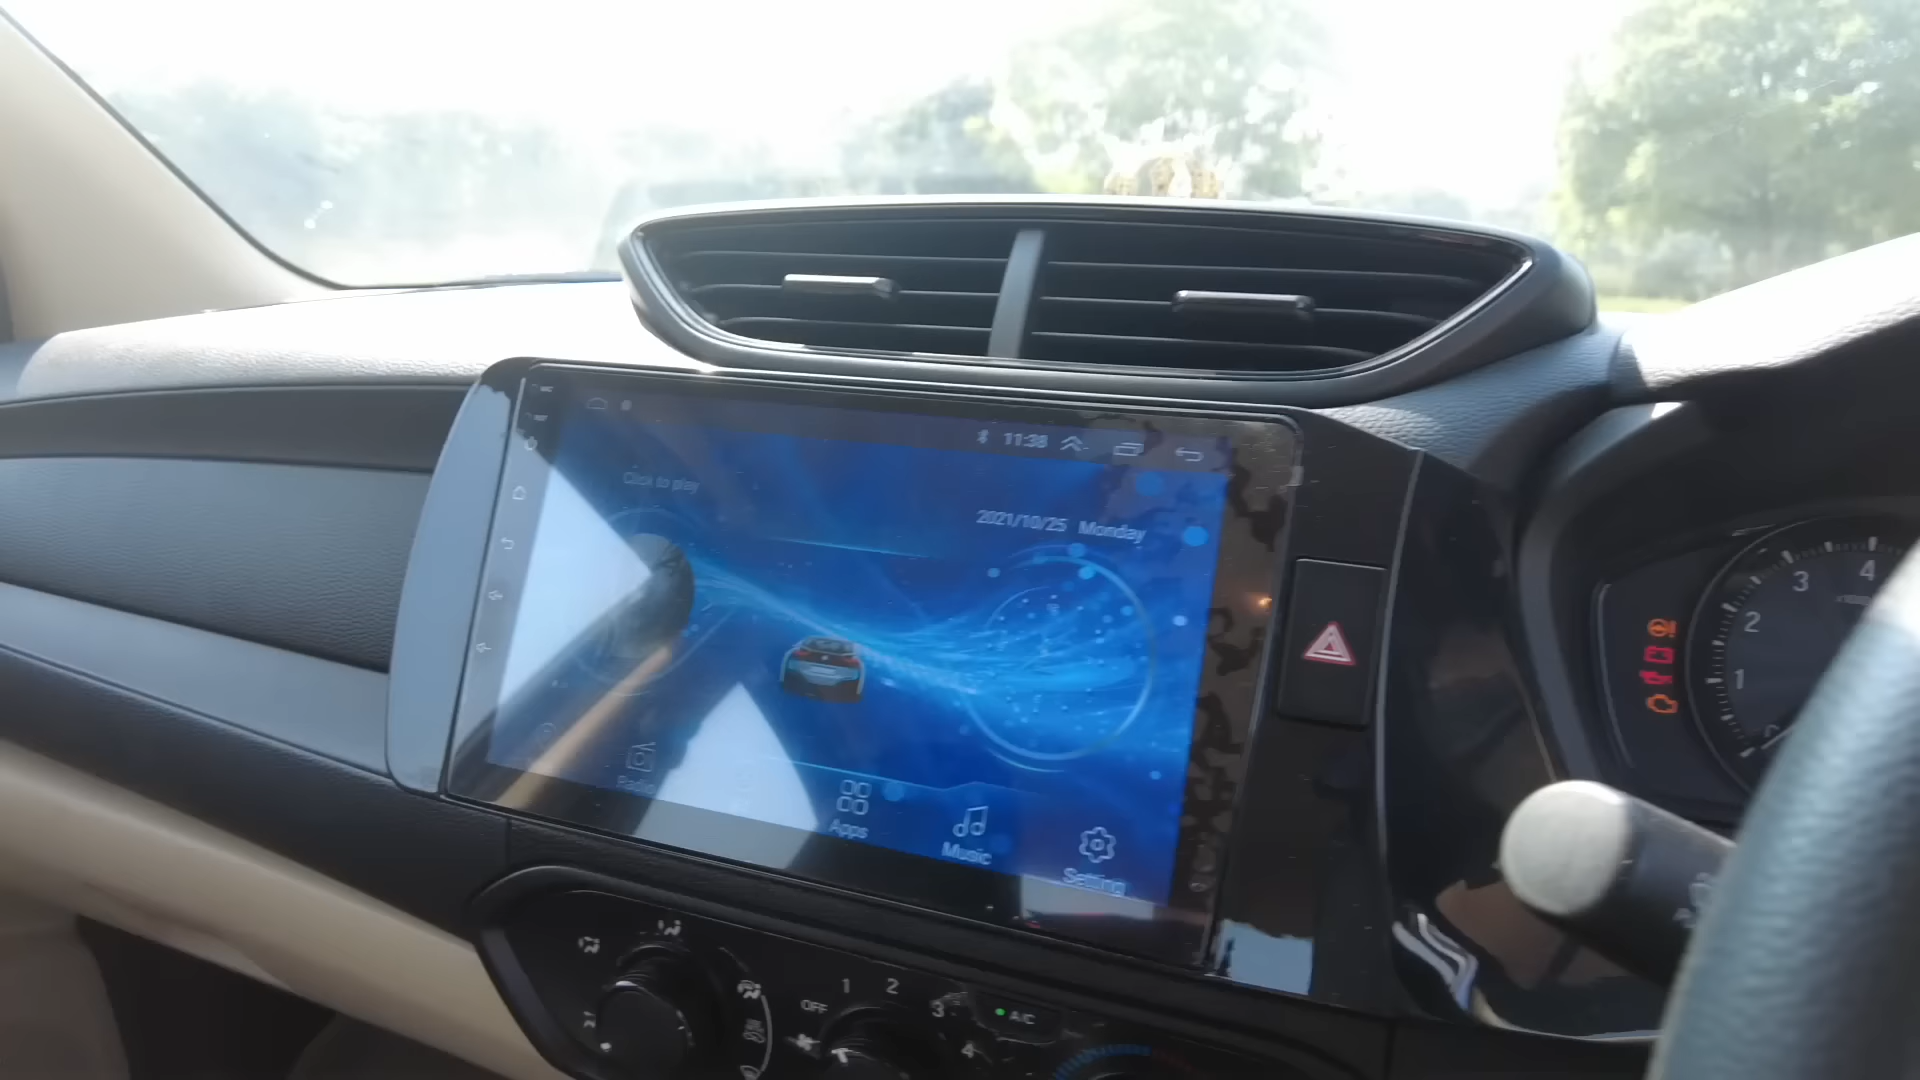 11:38
Click to play
2021/10/25 Monday
Radio
Apps
Music
Setting
4
3
2
1
OFF
1
2
3
4
A/C